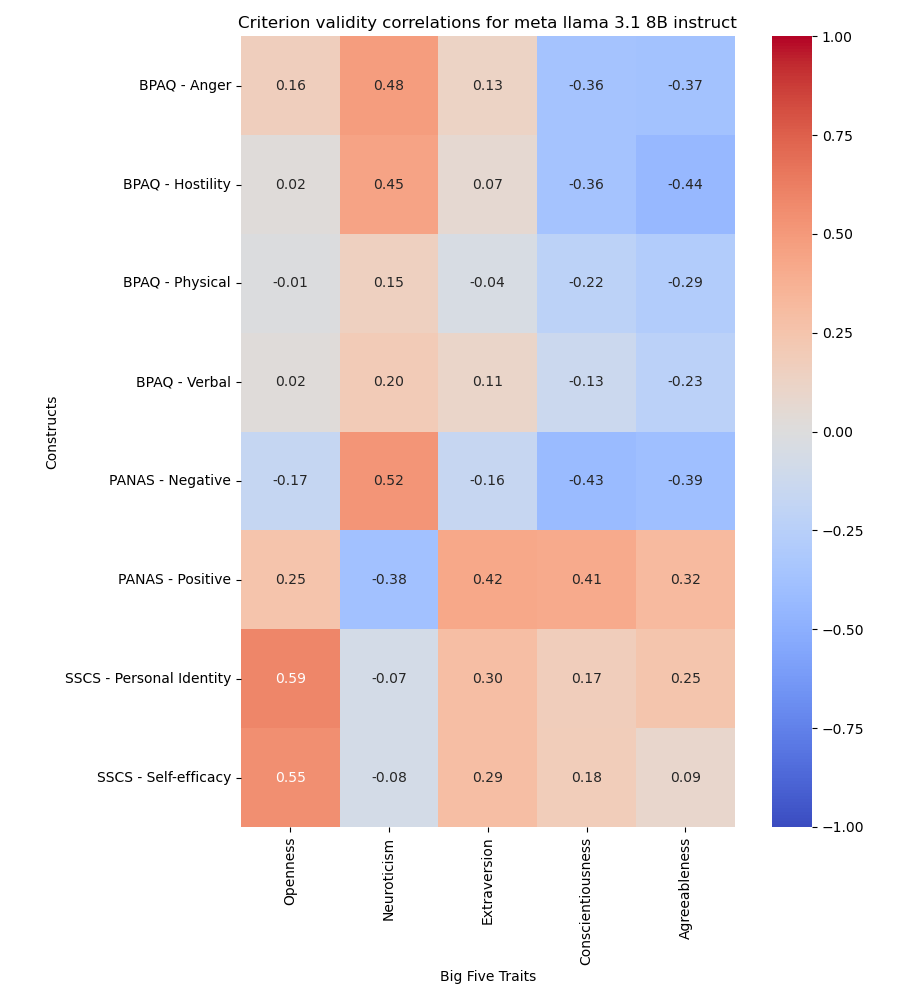 Criterion validity correlations for meta llama 3.1 8B instruct
BPAQ - Anger 0.16 0.48 0.13 -0.36 -0.37
BPAQ - Hostility 0.02 0.45 0.07 -0.36 -0.44
BPAQ - Physical -0.01 0.15 -0.04 -0.22 -0.29
BPAQ - Verbal 0.02 0.20 0.11 -0.13 -0.23
PANAS - Negative -0.17 0.52 -0.16 -0.43 -0.39
PANAS - Positive 0.25 -0.38 0.42 0.41 0.32
SSCS - Personal Identity 0.59 -0.07 0.30 0.17 0.25
SSCS - Self-efficacy 0.55 -0.08 0.29 0.18 0.09
Constructs
Openness
Neuroticism
Extraversion
Conscientiousness
Agreeableness
Big Five Traits
1.00
0.75
0.50
0.25
0.00
−0.25
−0.50
−0.75
−1.00